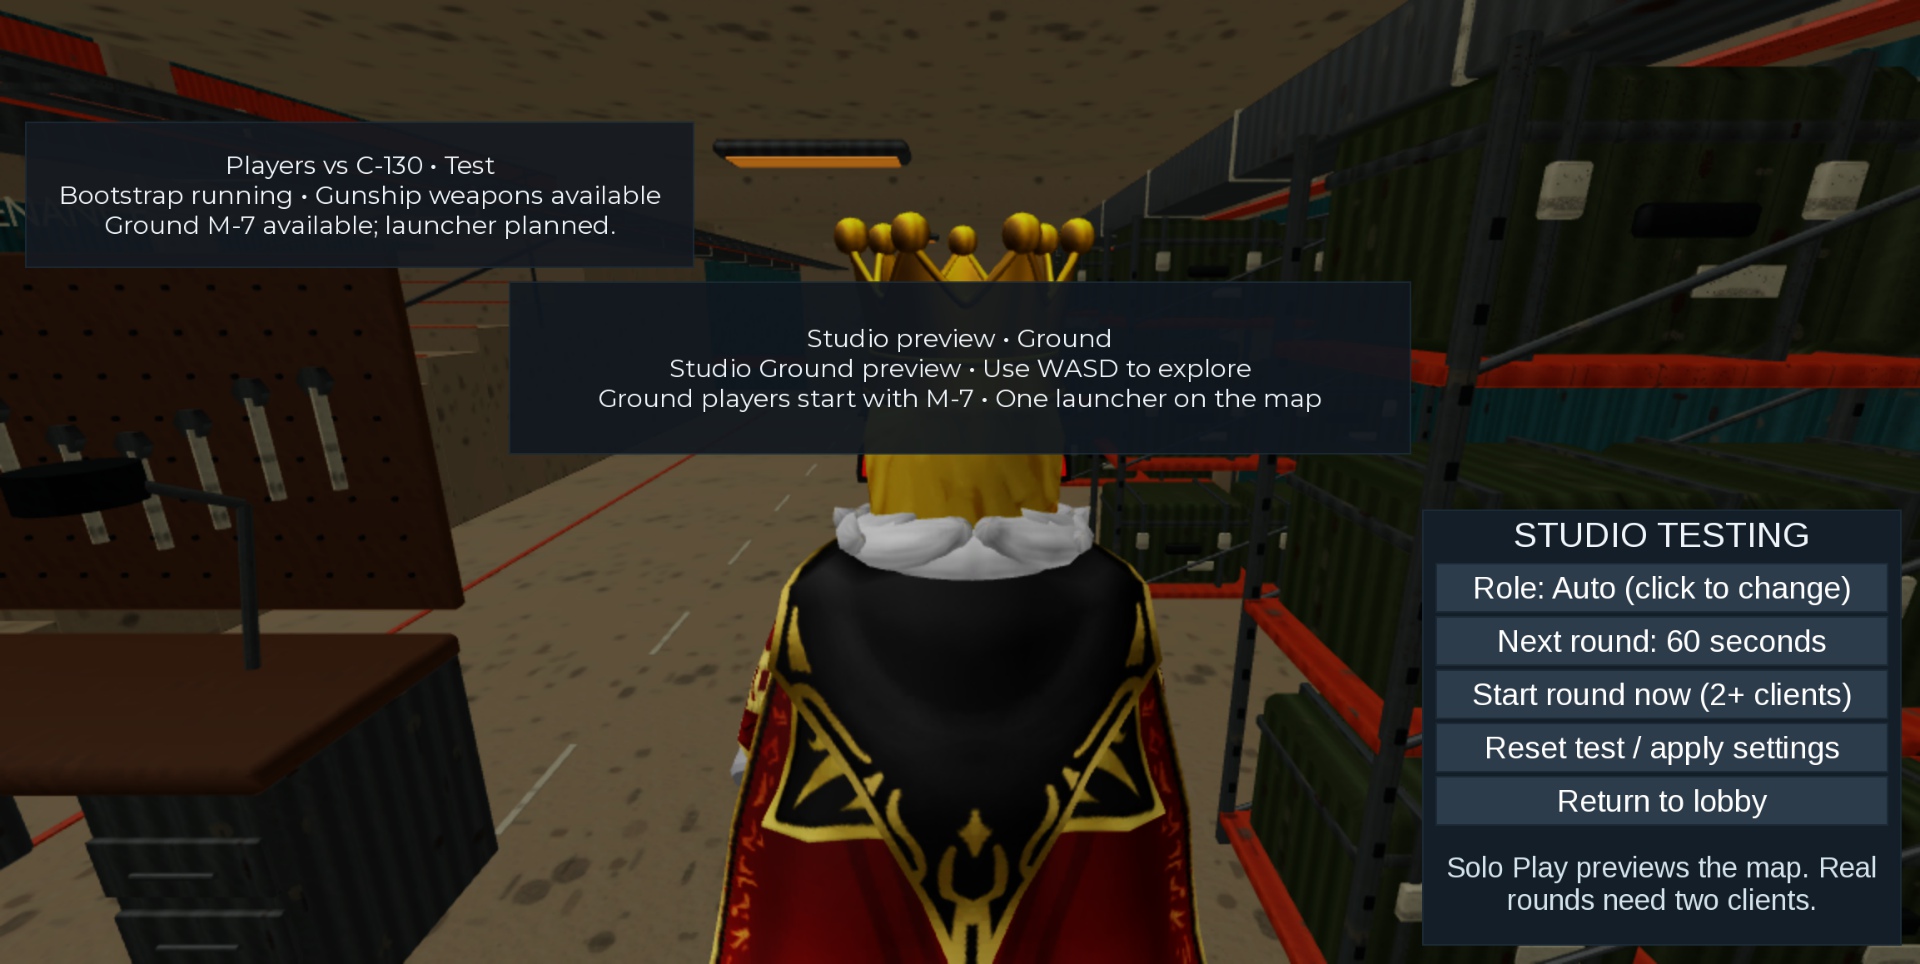 Players vs C-130 • Test
Bootstrap running • Gunship weapons available
Ground M-7 available; launcher planned.
Studio preview • Ground
Studio Ground preview • Use WASD to explore
Ground players start with M-7 • One launcher on the map
STUDIO TESTING
Role: Auto (click to change)
Next round: 60 seconds
Start round now (2+ clients)
Reset test / apply settings
Return to lobby
Solo Play previews the map. Real
rounds need two clients.